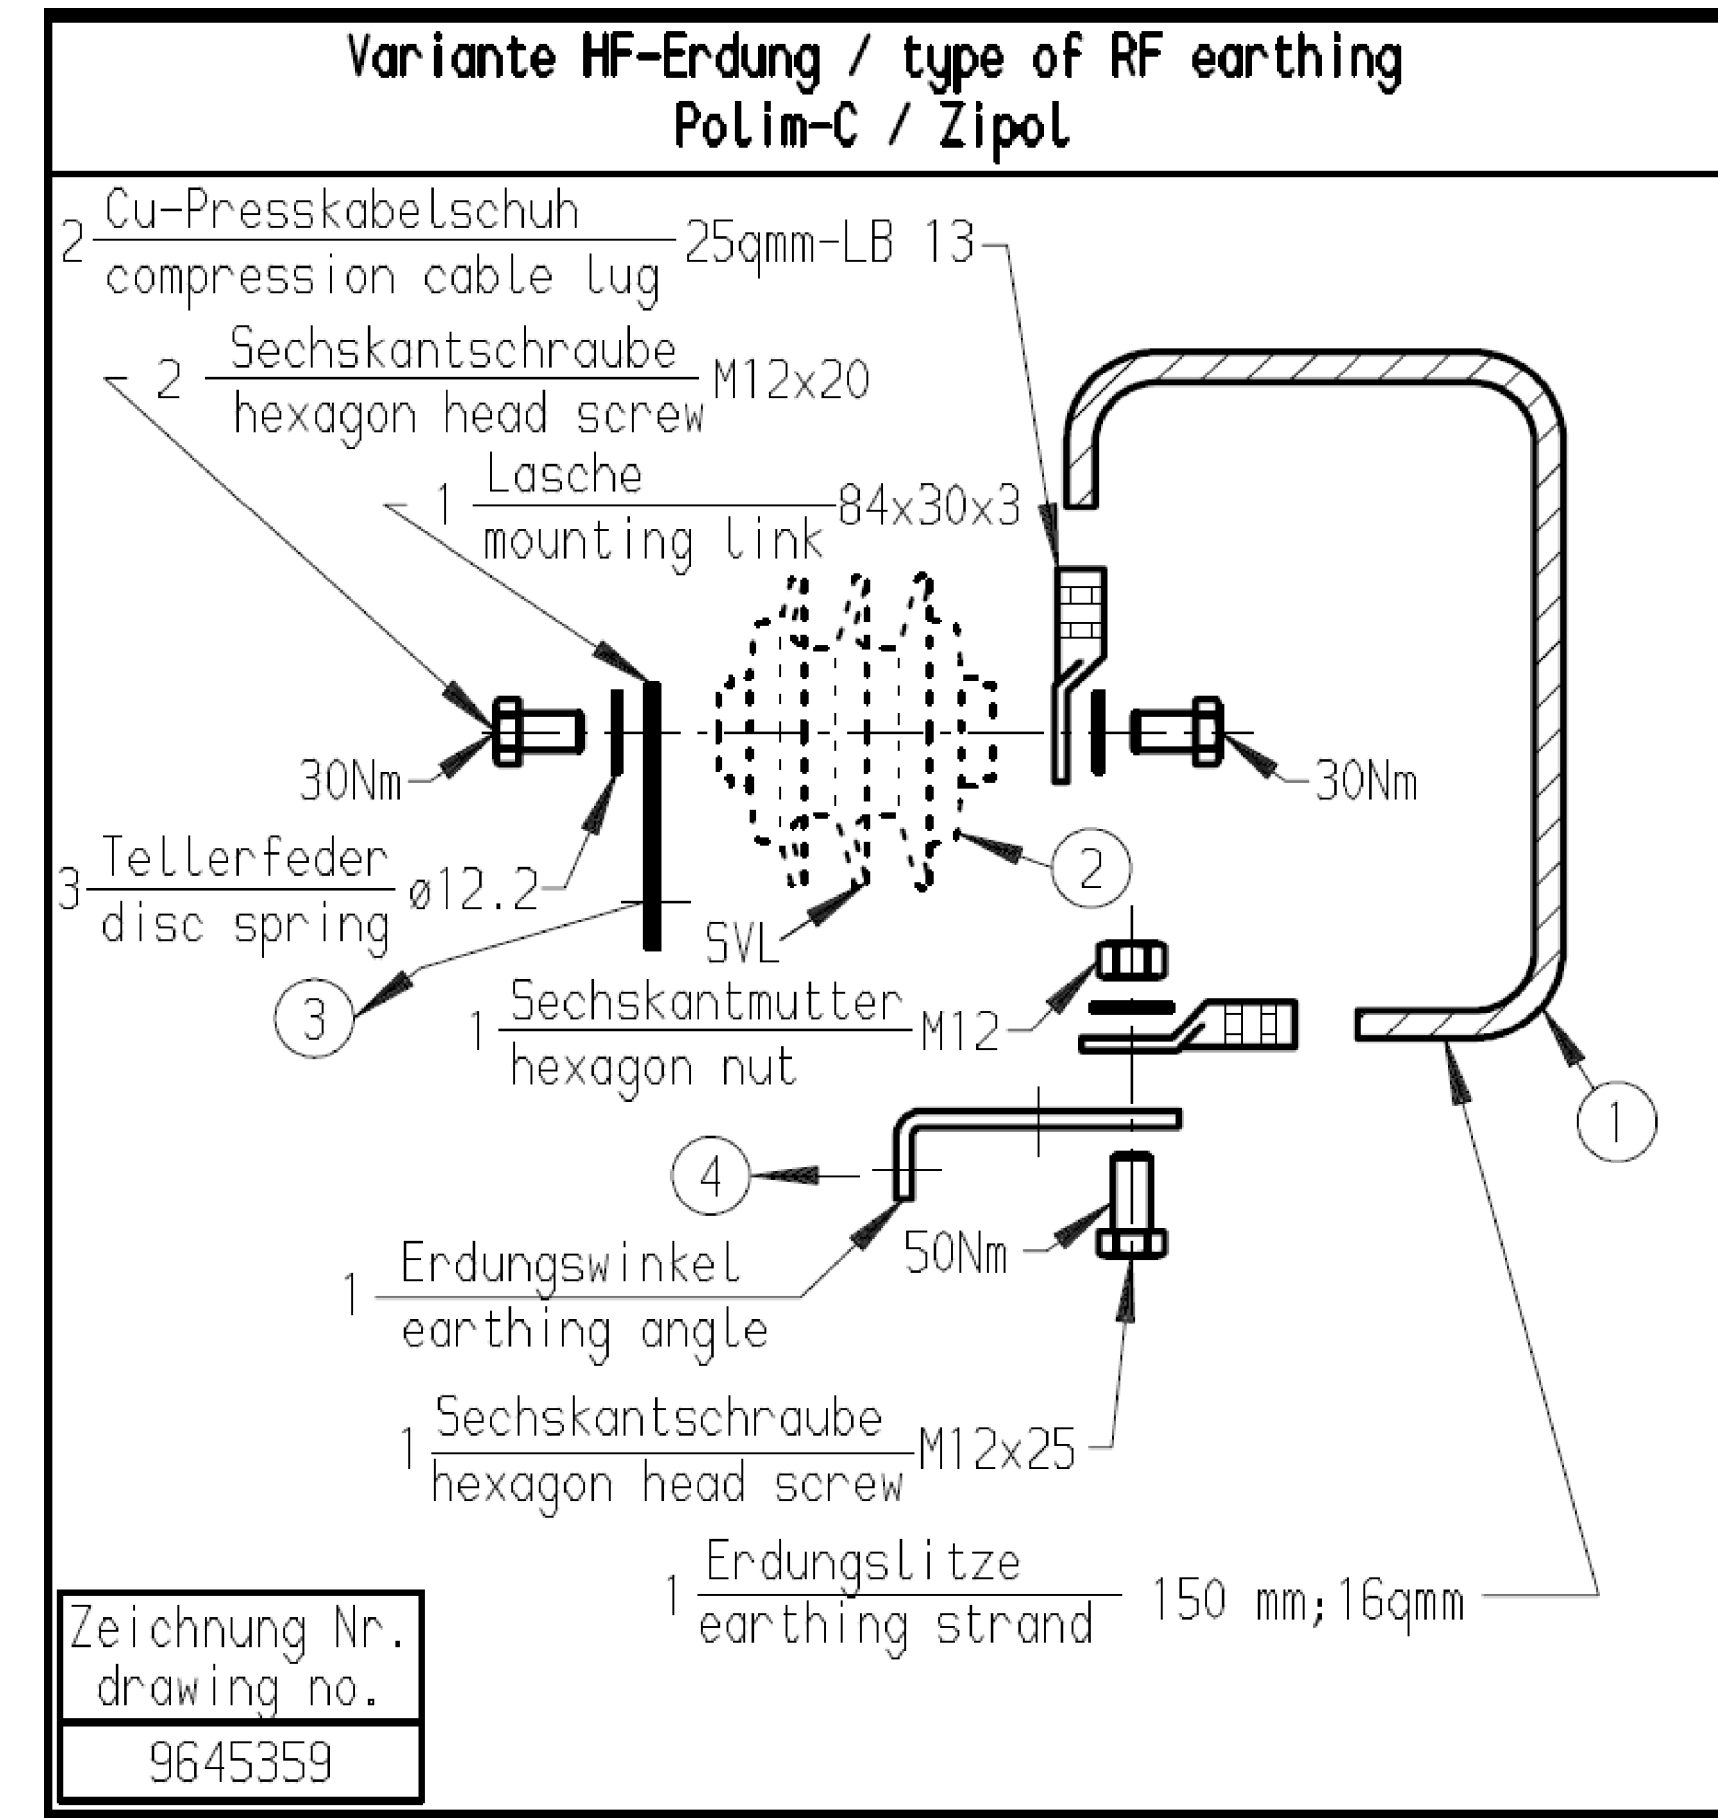 Variante HF-Erdung / type of RF earthing
Polim-C / Zipol
2 Cu-Presskabelschuh 25qmm-LB 13
compression cable lug
2 Sechskantschraube M12x20
hexagon head screw
1 Lasche 84x30x3
mounting link
30Nm
30Nm
3 Tellerfeder ø12.2
disc spring
2
SVL
3
1 Sechskantmutter M12
hexagon nut
1
4
50Nm
1 Erdungswinkel
earthing angle
1 Sechskantschraube M12x25
hexagon head screw
1 Erdungslitze 150 mm;16qmm
earthing strand
Zeichnung Nr.
drawing no.
9645359